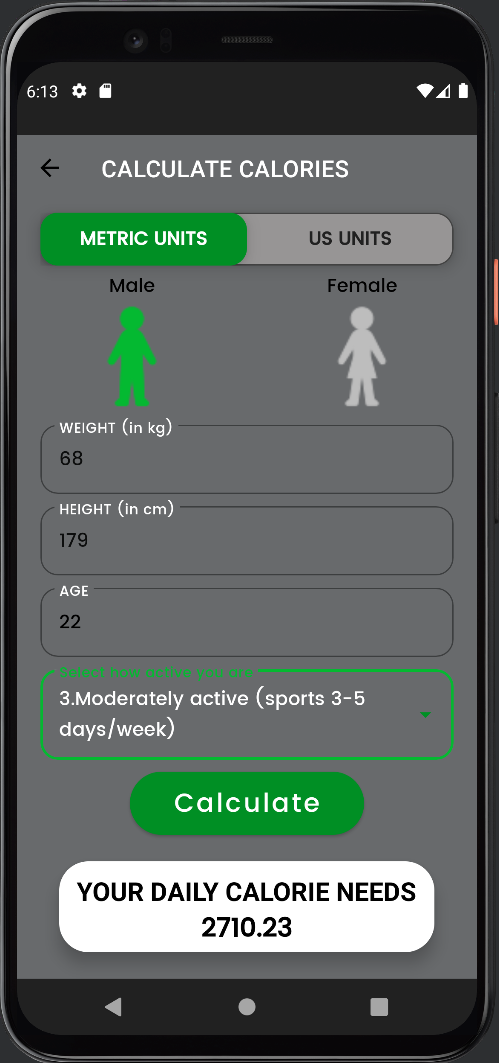 6:13
CALCULATE CALORIES
METRIC UNITS
US UNITS
Male
Female
WEIGHT (in kg)
68
HEIGHT (in cm)
179
AGE
22
Select how active you are
3.Moderately active (sports 3-5
days/week)
Calculate
YOUR DAILY CALORIE NEEDS
2710.23